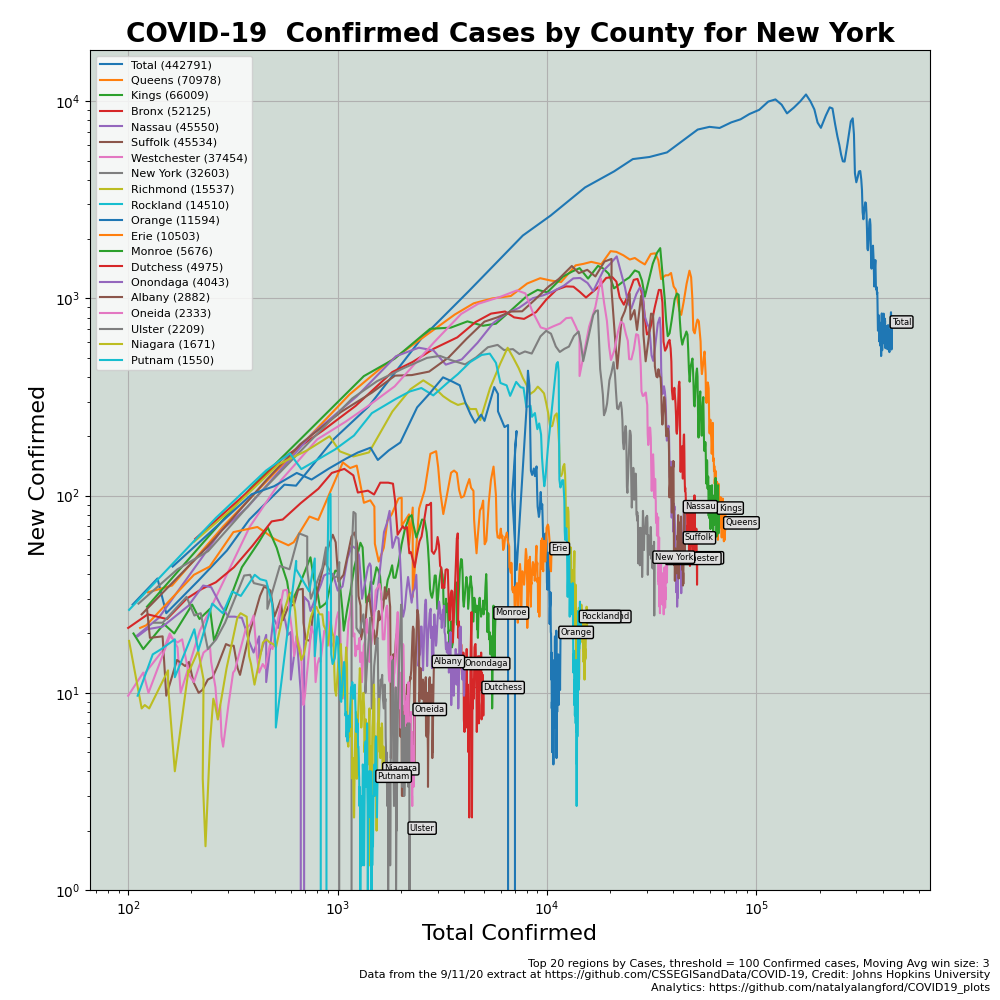 COVID-19  Confirmed Cases by County for New York
Total (442791)
Queens (70978)
Kings (66009)
Bronx (52125)
Nassau (45550)
Suffolk (45534)
Westchester (37454)
New York (32603)
Richmond (15537)
Rockland (14510)
Orange (11594)
Erie (10503)
Monroe (5676)
Dutchess (4975)
Onondaga (4043)
Albany (2882)
Oneida (2333)
Ulster (2209)
Niagara (1671)
Putnam (1550)
New Confirmed
10⁴
10³
10²
10¹
10⁰
Total
Nassau
Kings
Queens
Suffolk
New York
ester
Erie
Monroe
Rockland
Orange
Albany
Onondaga
Dutchess
Oneida
Niagara
Putnam
Ulster
10² 10³ 10⁴ 10⁵
Total Confirmed
Top 20 regions by Cases, threshold = 100 Confirmed cases, Moving Avg win size: 3
Data from the 9/11/20 extract at https://github.com/CSSEGISandData/COVID-19, Credit: Johns Hopkins University
Analytics: https://github.com/natalyalangford/COVID19_plots